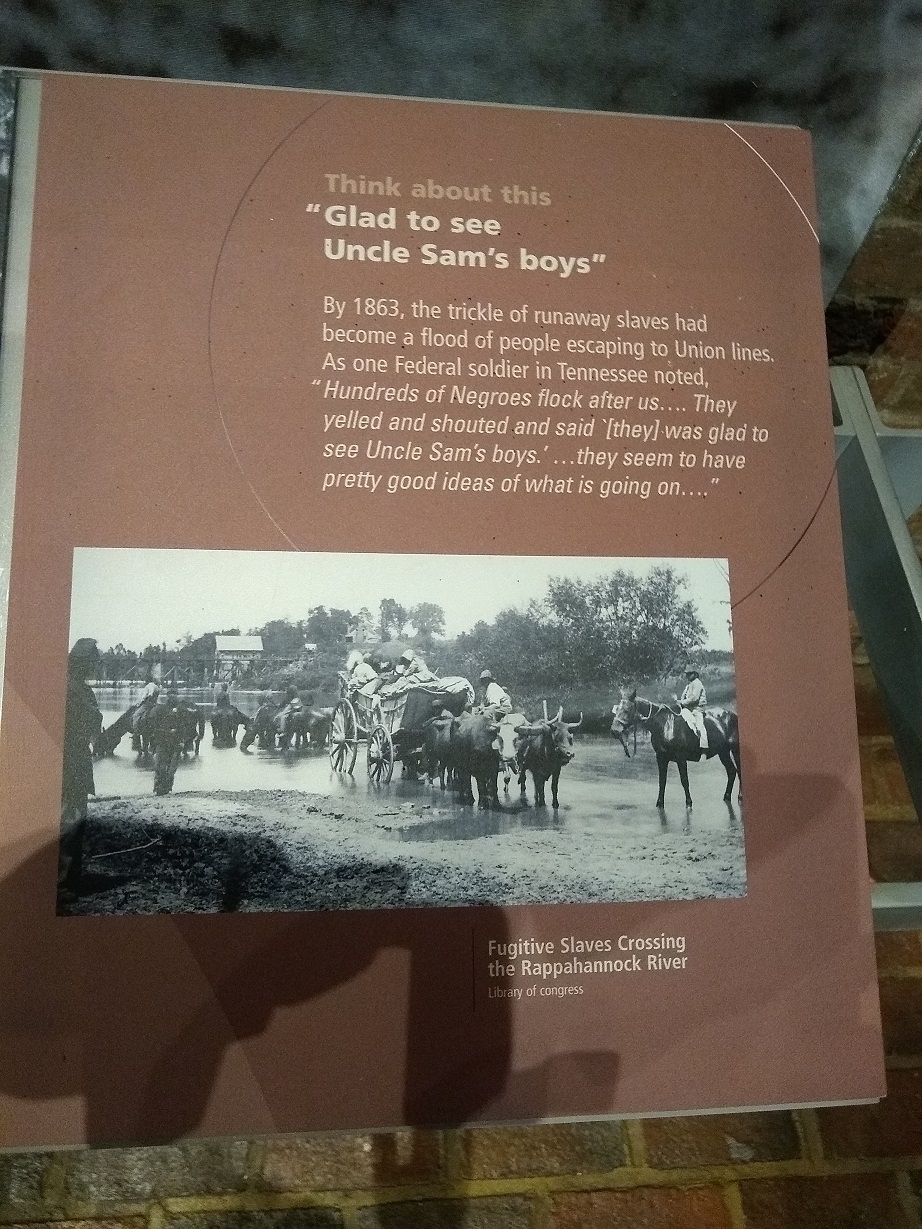 Think about this
“Glad to see
Uncle Sam’s boys”
By 1863, the trickle of runaway slaves had
become a flood of people escaping to Union lines.
As one Federal soldier in Tennessee noted,
“Hundreds of Negroes flock after us.... They
yelled and shouted and said ‘[they] was glad to
see Uncle Sam’s boys.’ ...they seem to have
pretty good ideas of what is going on....”
Fugitive Slaves Crossing
the Rappahannock River
Library of congress